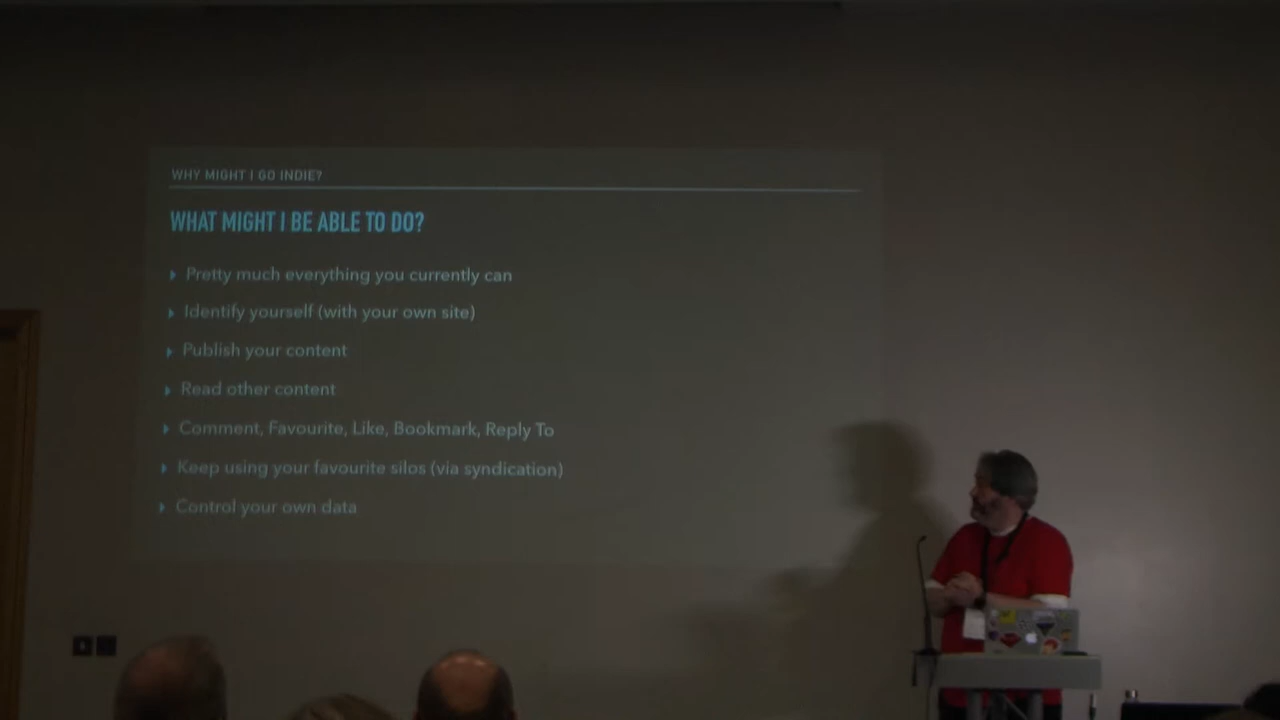 WHY MIGHT I GO INDIE?
WHAT MIGHT I BE ABLE TO DO?
Pretty much everything you currently can
Identify yourself (with your own site)
Publish your content
Read other content
Comment, Favourite, Like, Bookmark, Reply To
Keep using your favourite silos (via syndication)
Control your own data